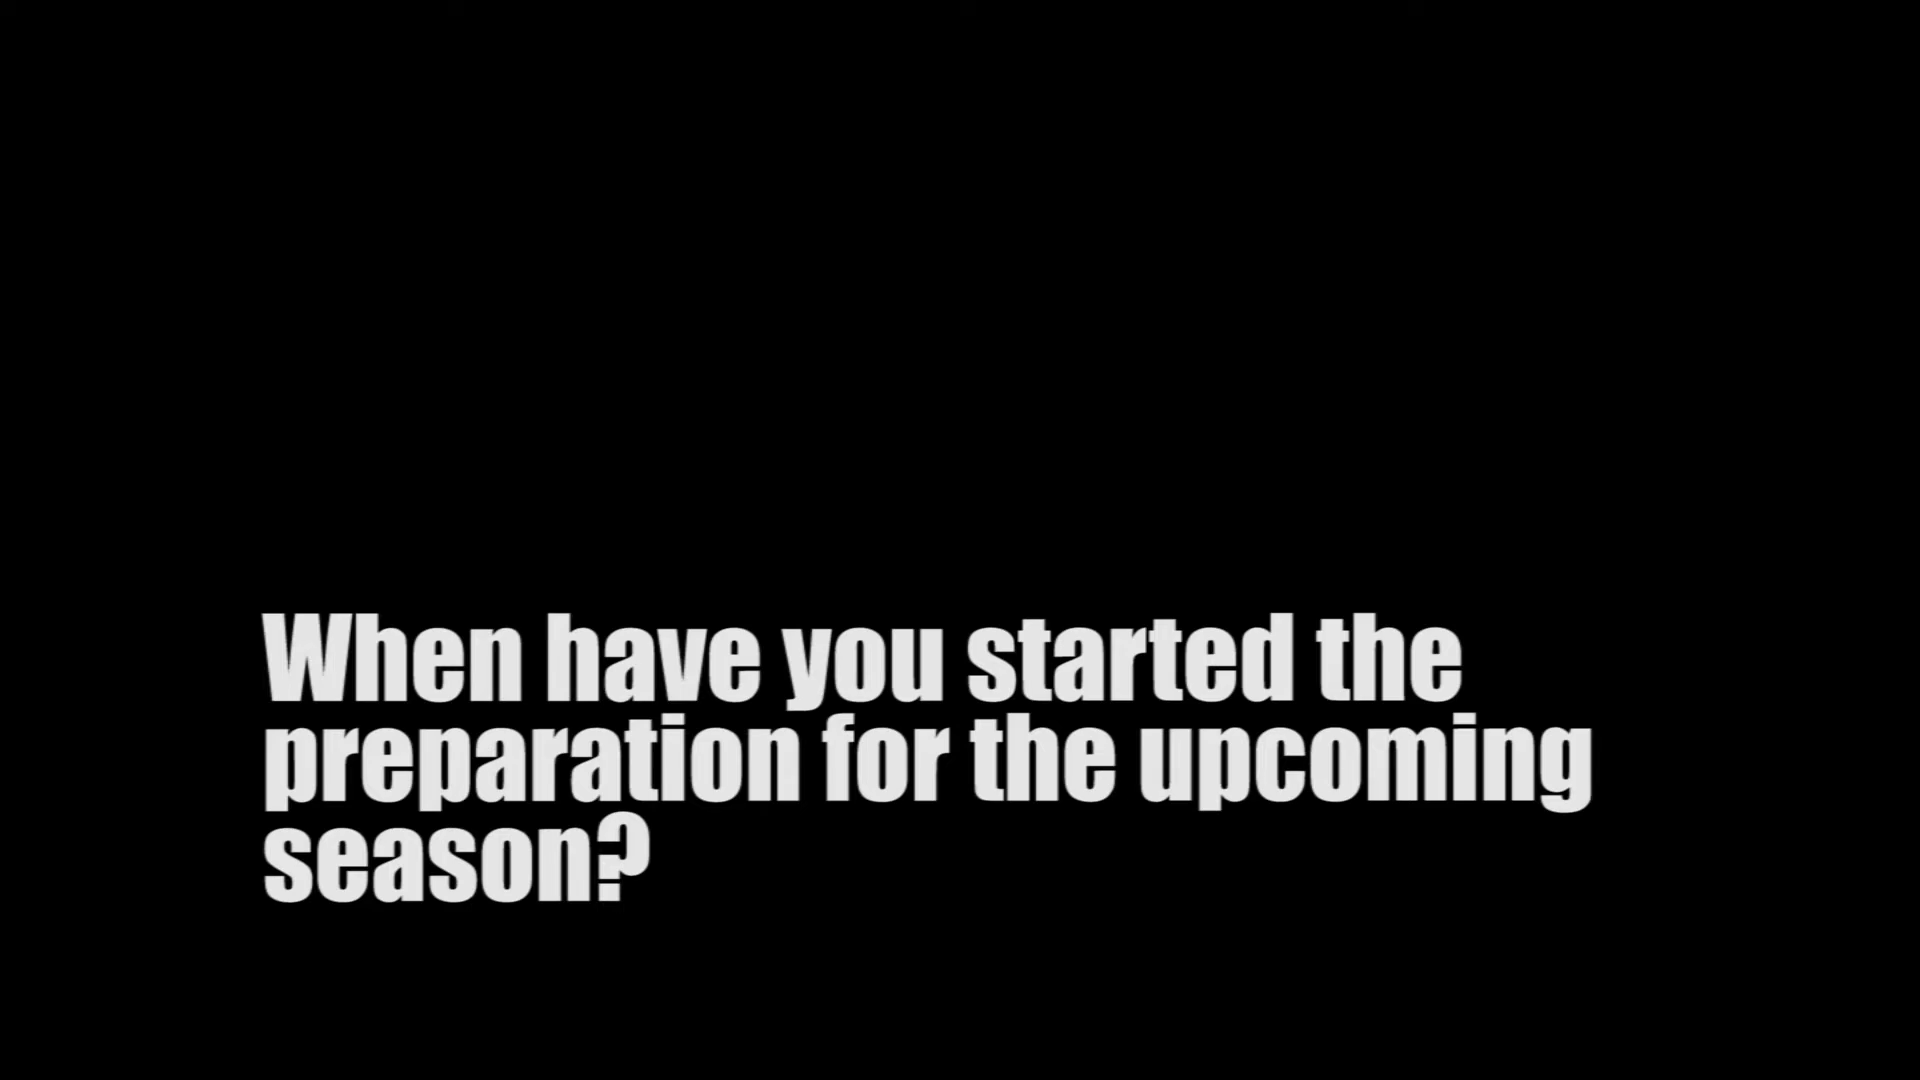 When have you started the
preparation for the upcoming
season?